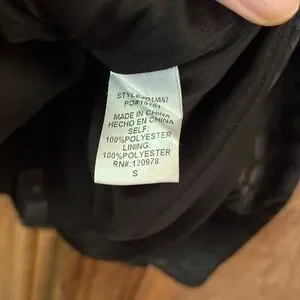 MADE IN CHINA
HECHO EN CHINA
SELF:
100%POLYESTER
LINING:
100%POLYESTER
RN#:120978
S